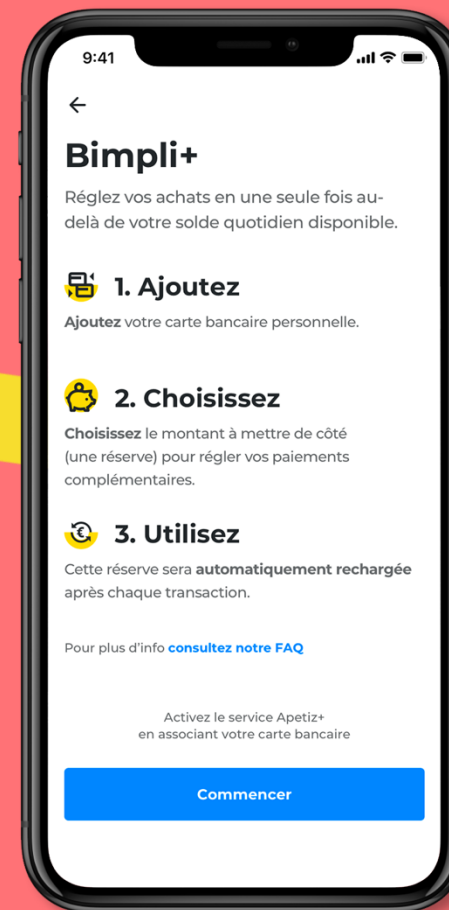 9:41
Bimpli+
Réglez vos achats en une seule fois au-
delà de votre solde quotidien disponible.
1. Ajoutez
Ajoutez votre carte bancaire personnelle.
2. Choisissez
Choisissez le montant à mettre de côté
(une réserve) pour régler vos paiements
complémentaires.
3. Utilisez
Cette réserve sera automatiquement rechargée
après chaque transaction.
Pour plus d'info consultez notre FAQ
Activez le service Apetiz+
en associant votre carte bancaire
Commencer